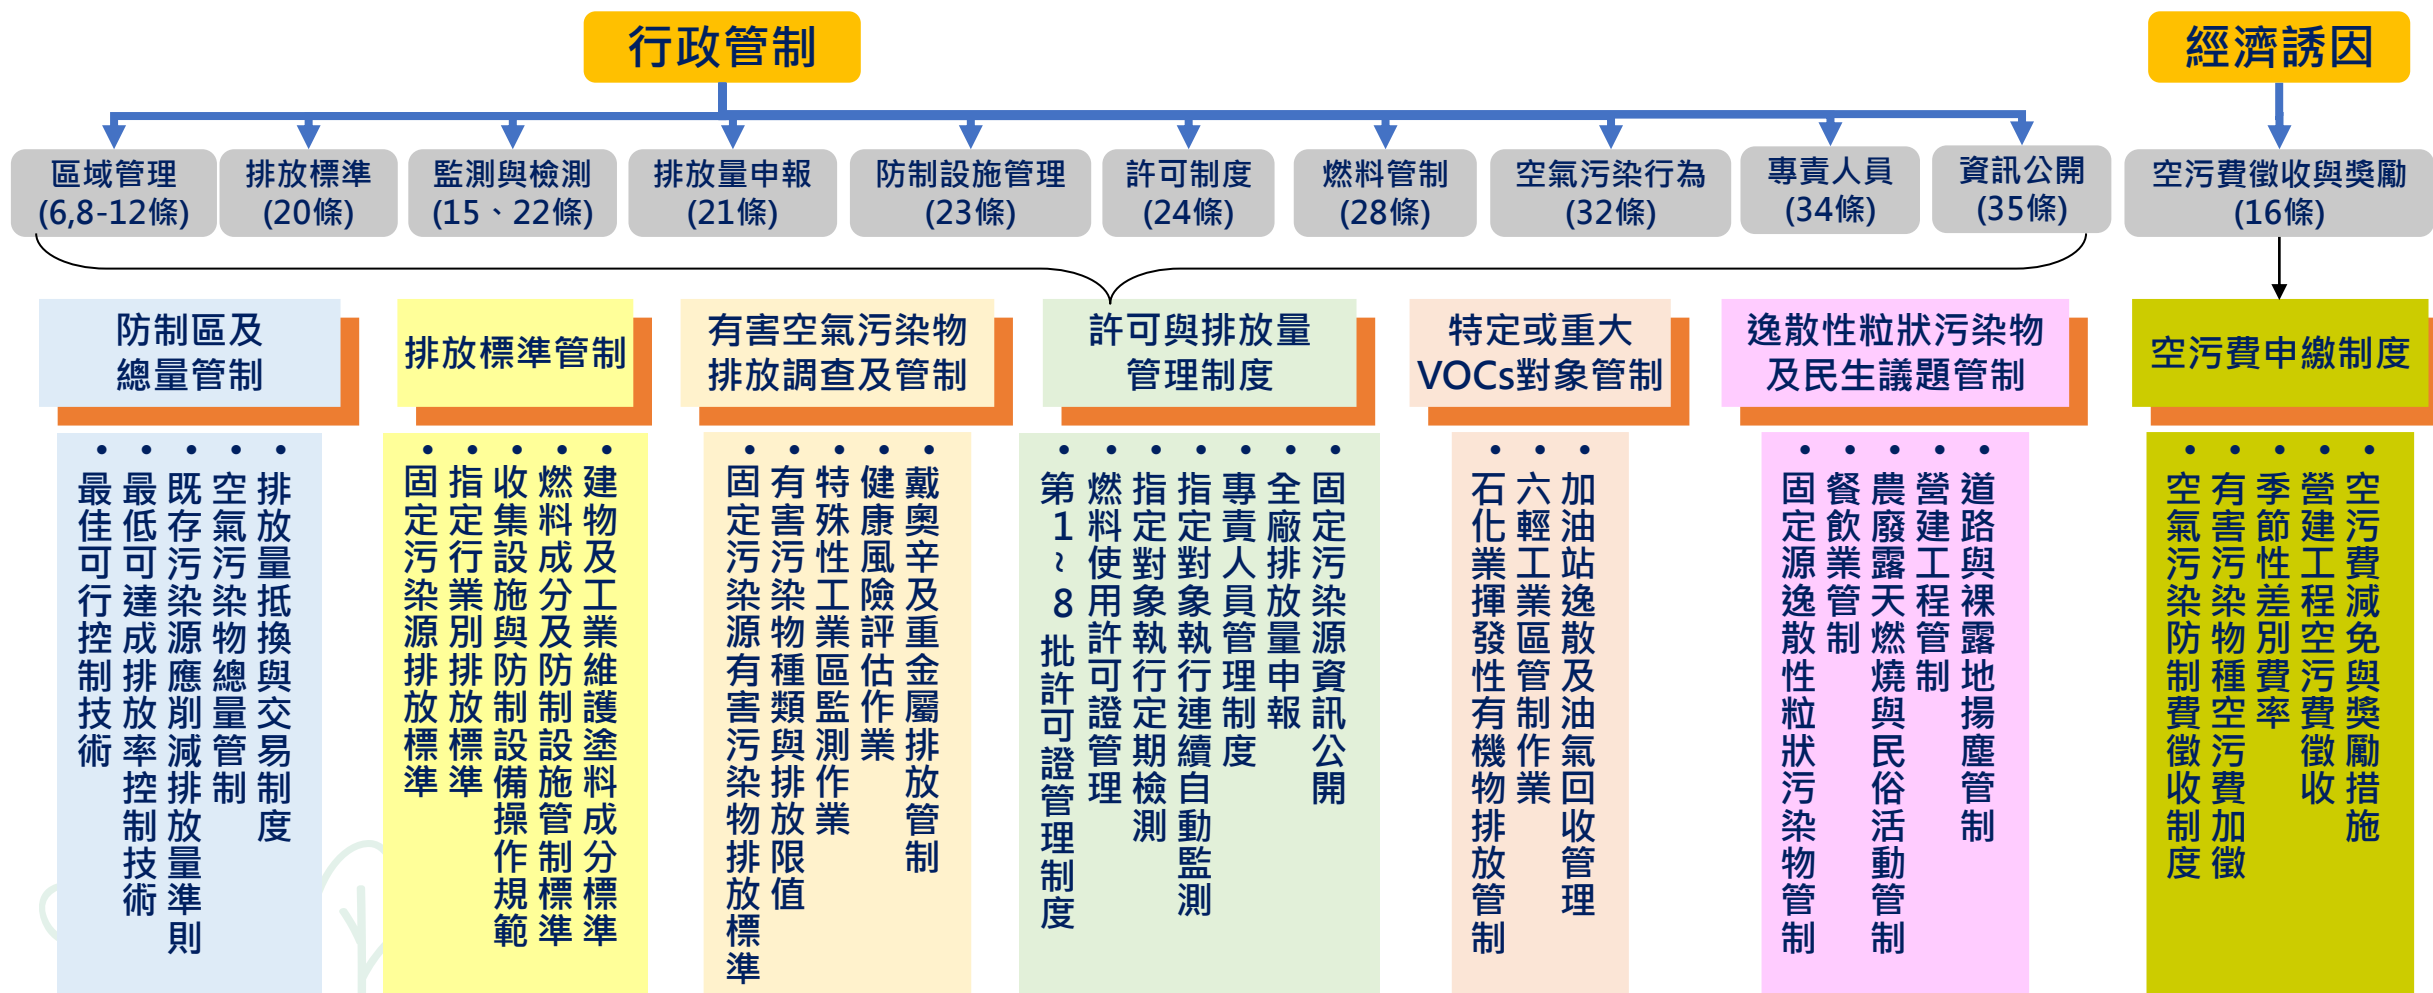 行政管制
經濟誘因
區域管理
(6,8-12條)
排放標準
(20條)
監測與檢測
(15、22條)
排放量申報
(21條)
防制設施管理
(23條)
許可制度
(24條)
燃料管制
(28條)
空氣污染行為
(32條)
專責人員
(34條)
資訊公開
(35條)
空污費徵收與獎勵
(16條)
防制區及
總量管制
•最佳可行控制技術
•最低可達成排放率控制技術
•既存污染源應削減排放量準則
•空氣污染物總量管制
•排放量抵換與交易制度
排放標準管制
•固定污染源排放標準
•指定行業別排放標準
•收集設施與防制設備操作規範
•燃料成分及防制設施管制標準
•建物及工業維護塗料成分標準
有害空氣污染物
排放調查及管制
•固定污染源有害污染物排放標準
•有害污染物種類與排放限值
•特殊性工業區監測作業
•健康風險評估作業
•戴奧辛及重金屬排放管制
許可與排放量
管理制度
•第1~8批許可證管理制度
•燃料使用許可證管理
•指定對象執行定期檢測
•指定對象執行連續自動監測
•專責人員管理制度
•全廠排放量申報
•固定污染源資訊公開
特定或重大
VOCs對象管制
•石化業揮發性有機物排放管制
•六輕工業區管制作業
•加油站逸散及油氣回收管理
逸散性粒狀污染物
及民生議題管制
•固定源逸散性粒狀污染物管制
•餐飲業管制
•農廢露天燃燒與民俗活動管制
•營建工程管制
•道路與裸露地揚塵管制
空污費申繳制度
•空氣污染防制費徵收制度
•有害污染物種空污費加徵
•季節性差別費率
•營建工程空污費徵收
•空污費減免與獎勵措施